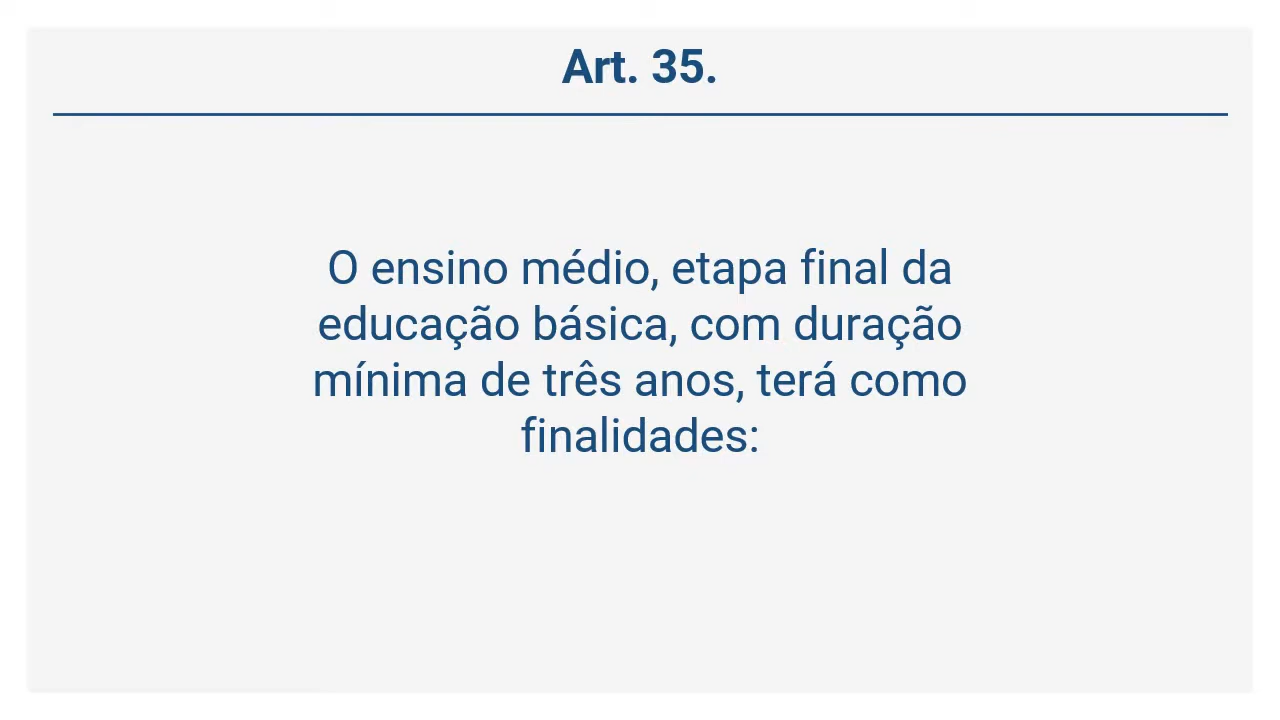 Art. 35.
O ensino médio, etapa final da
educação básica, com duração
mínima de três anos, terá como
finalidades: